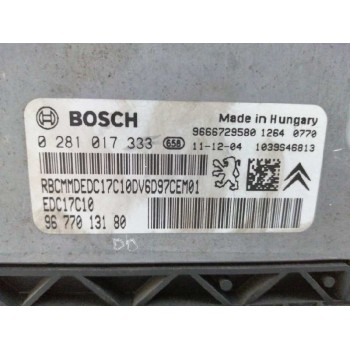 BOSCH
Made in Hungary
0 281 017 333 658
9666729580 1264 0770
11-12-04 1039S46813
RBCMMDEDC17C10DV6D97CEM01
EDC17C10
96 770 131 80